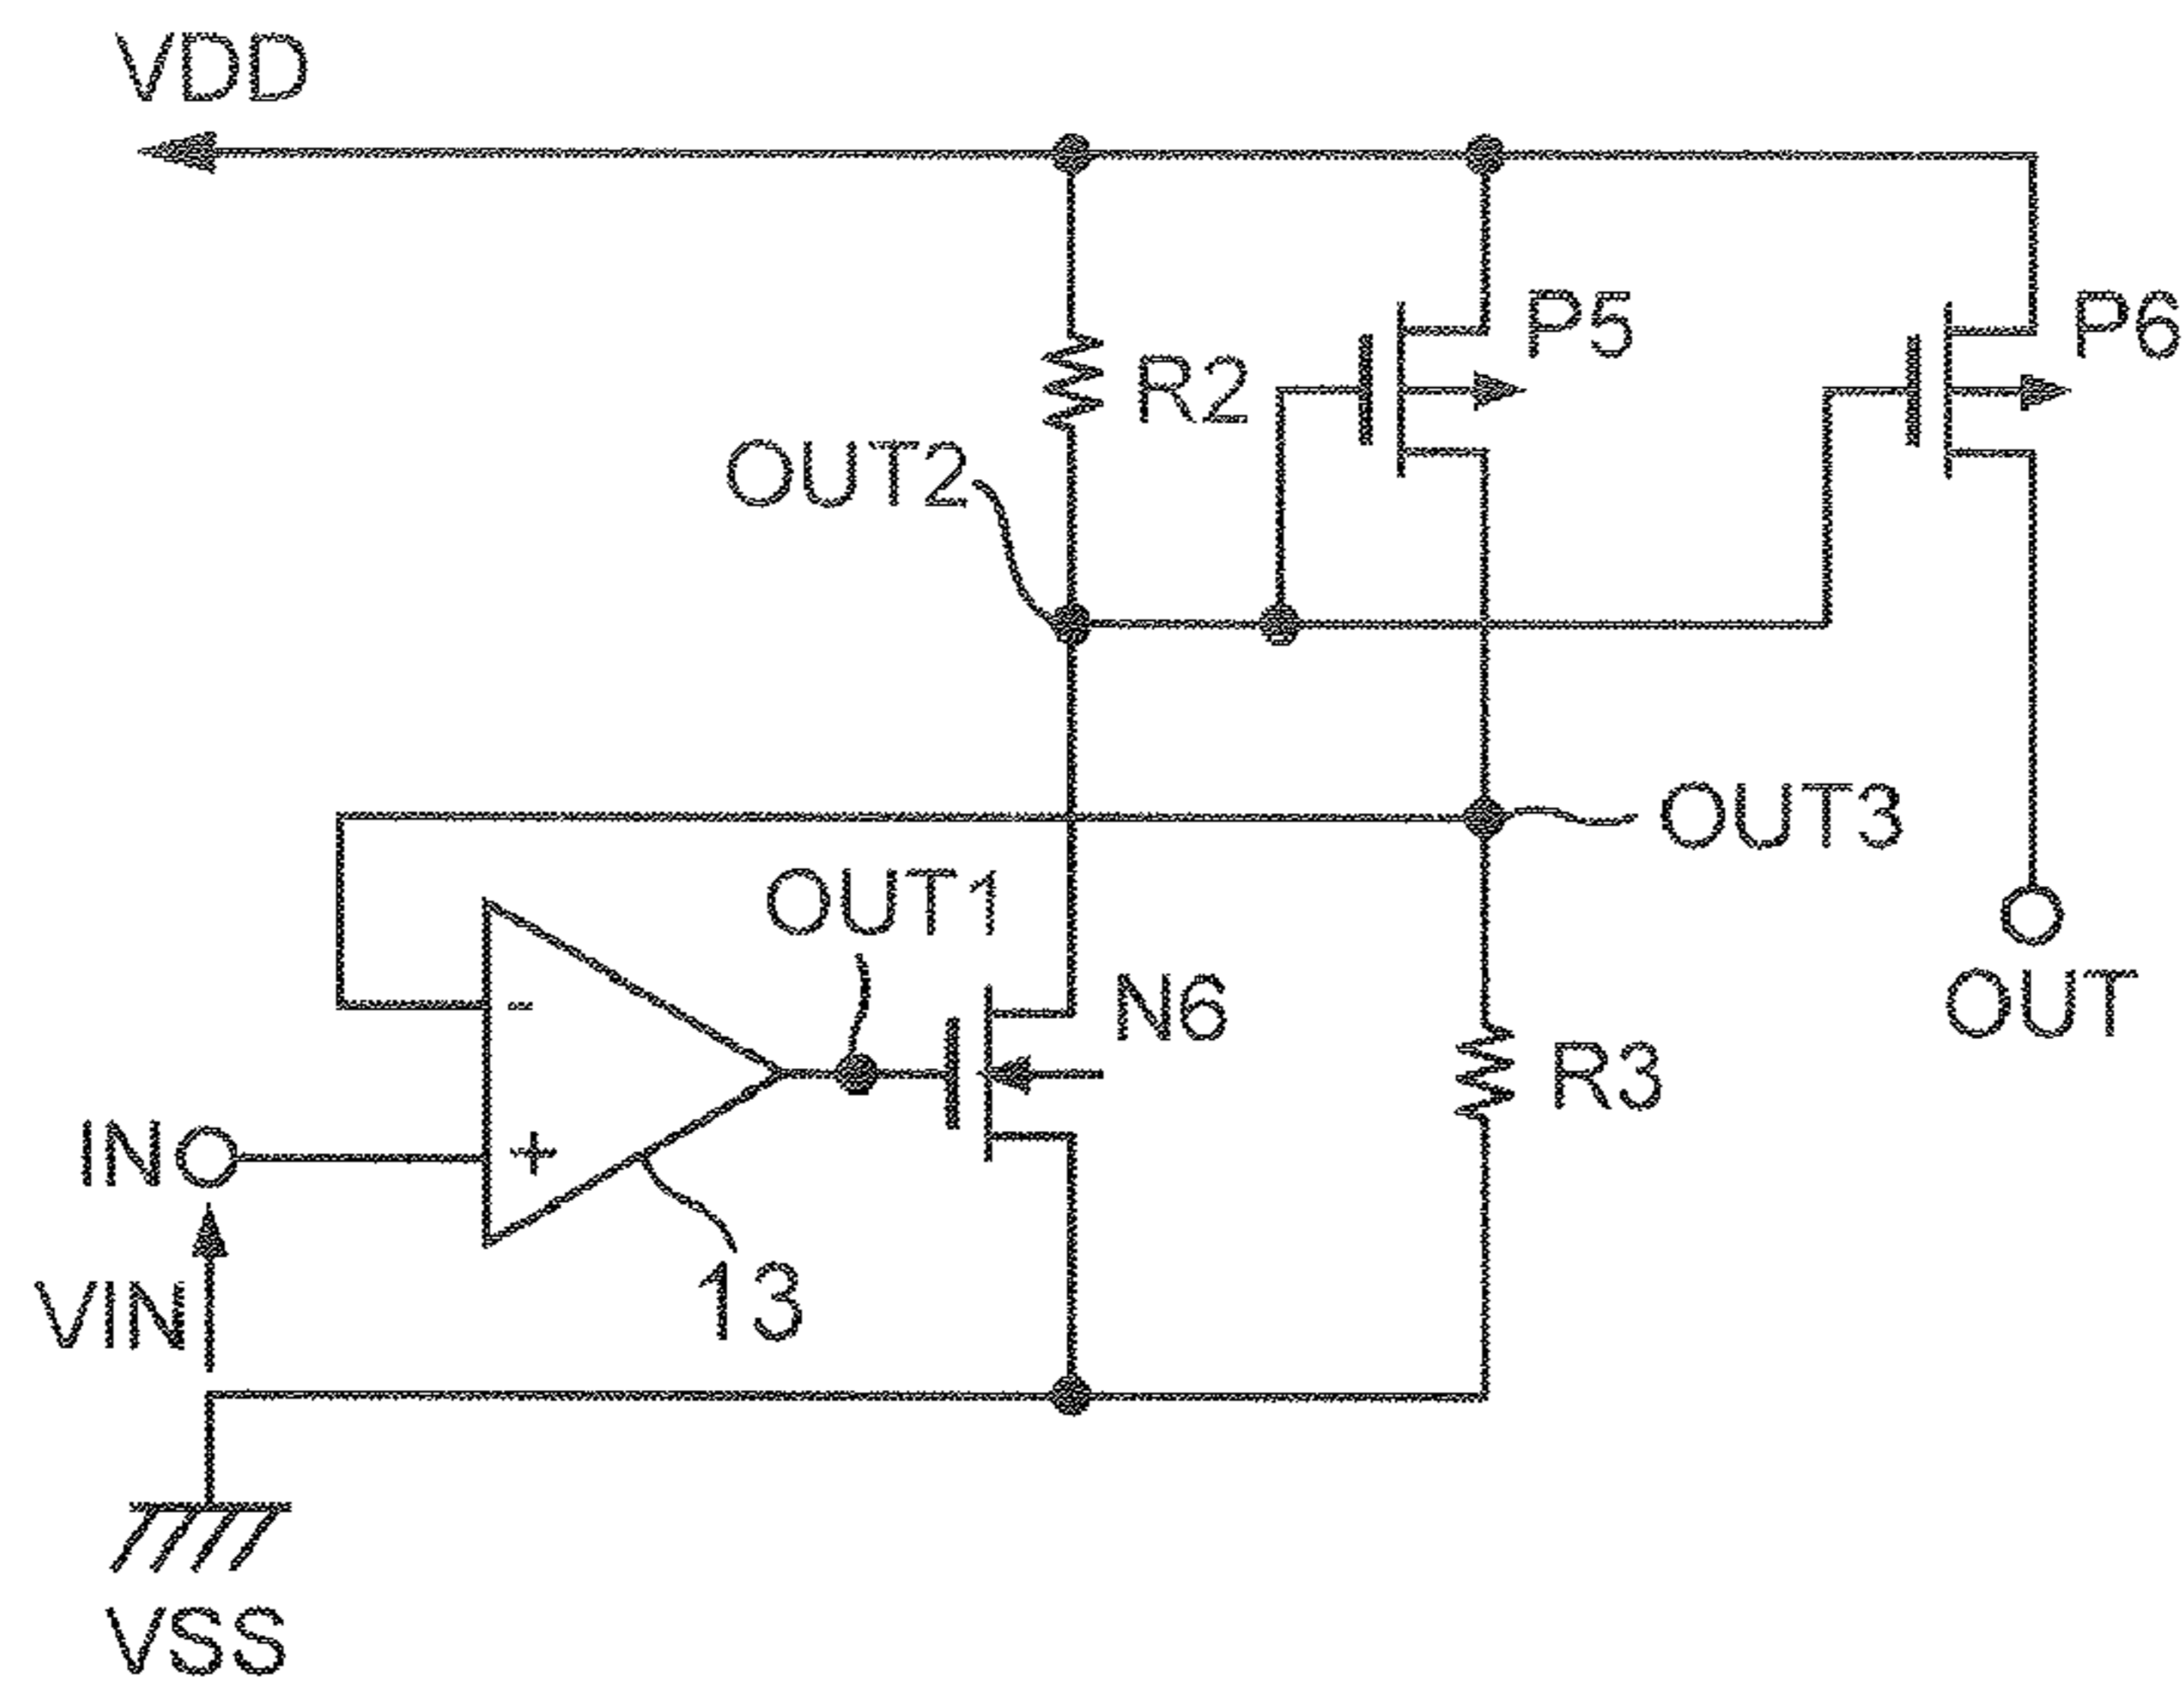 VDD
P5
P6
R2
OUT2
OUT3
OUT1
N6
OUT
R3
-
IN
+
13
VIN
VSS